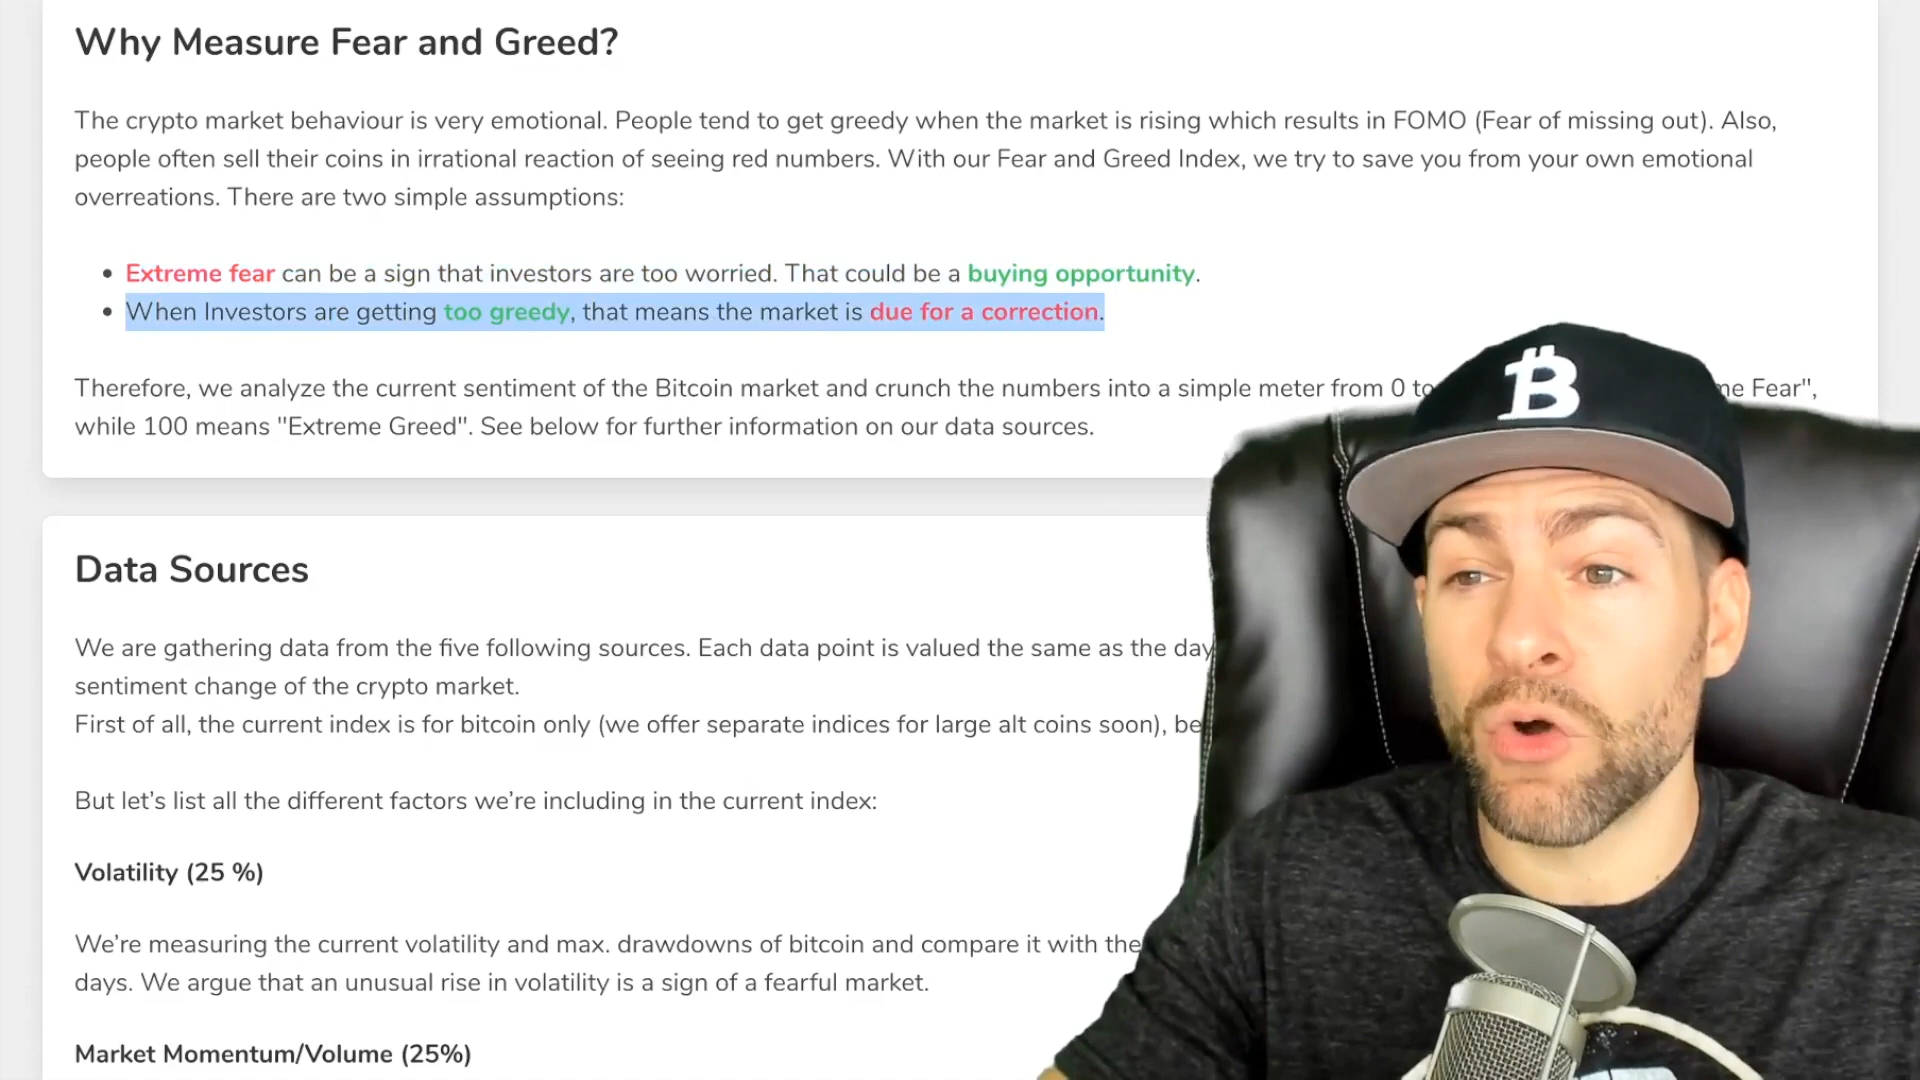 Why Measure Fear and Greed?
The crypto market behaviour is very emotional. People tend to get greedy when the market is rising which results in FOMO (Fear of missing out). Also,
people often sell their coins in irrational reaction of seeing red numbers. With our Fear and Greed Index, we try to save you from your own emotional
overreations. There are two simple assumptions:
• Extreme fear can be a sign that investors are too worried. That could be a buying opportunity.
• When Investors are getting too greedy, that means the market is due for a correction.
Therefore, we analyze the current sentiment of the Bitcoin market and crunch the numbers into a simple meter from 0 to Fear",
while 100 means "Extreme Greed". See below for further information on our data sources.
Data Sources
We are gathering data from the five following sources. Each data point is valued the same as the day
sentiment change of the crypto market.
First of all, the current index is for bitcoin only (we offer separate indices for large alt coins soon), be
But let's list all the different factors we're including in the current index:
Volatility (25 %)
We're measuring the current volatility and max. drawdowns of bitcoin and compare it with the
days. We argue that an unusual rise in volatility is a sign of a fearful market.
Market Momentum/Volume (25%)